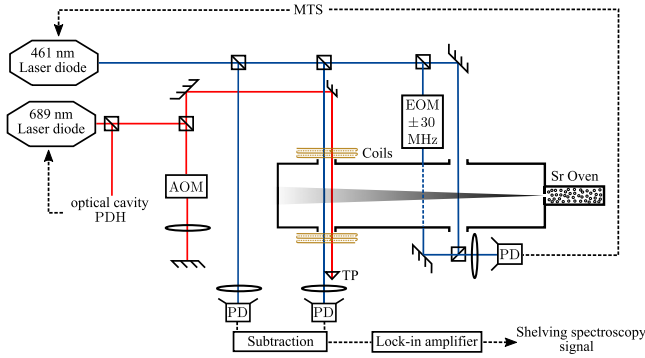 MTS
461 nm
Laser diode
689 nm
Laser diode
EOM
±30
MHz
Coils
Sr Oven
AOM
optical cavity
PDH
PD
TP
PD
PD
Subtraction
Lock-in amplifier
Shelving spectroscopy
signal